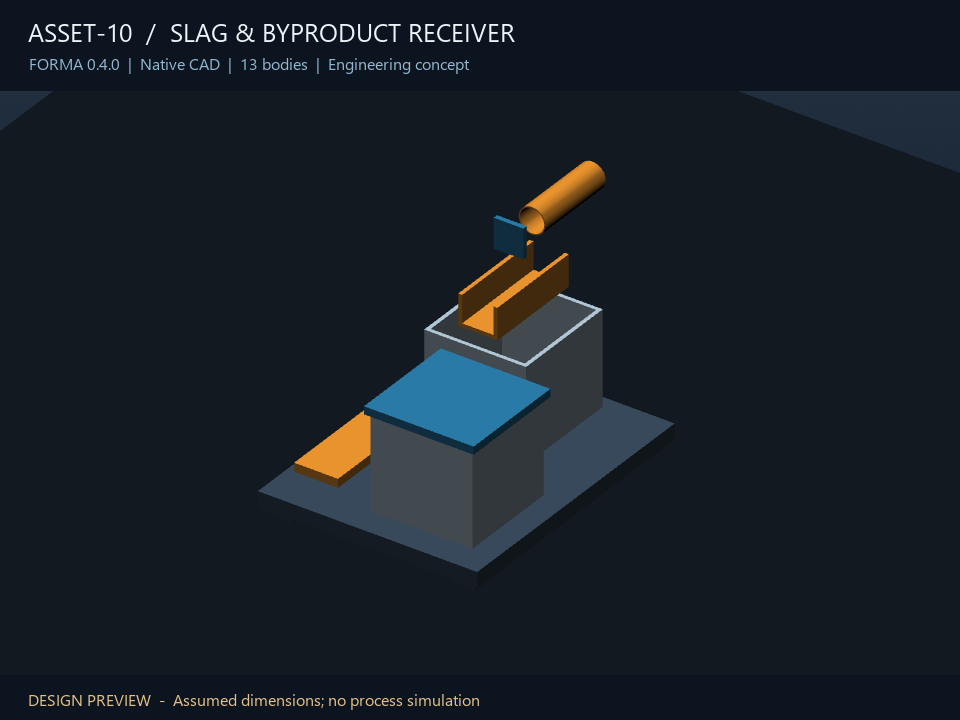 ASSET-10 / SLAG & BYPRODUCT RECEIVER
FORMA 0.4.0 | Native CAD | 13 bodies | Engineering concept
DESIGN PREVIEW - Assumed dimensions; no process simulation